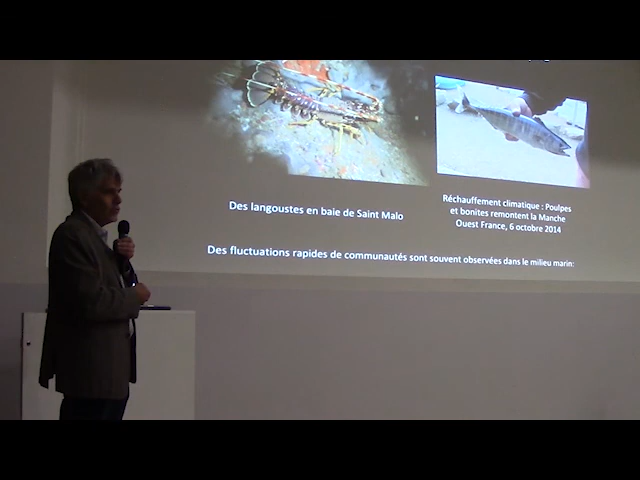 Des langoustes en baie de Saint Malo
Réchauffement climatique : Poulpes
et bonites remontent la Manche
Ouest France, 6 octobre 2014
Des fluctuations rapides de communautés sont souvent observées dans le milieu marin: